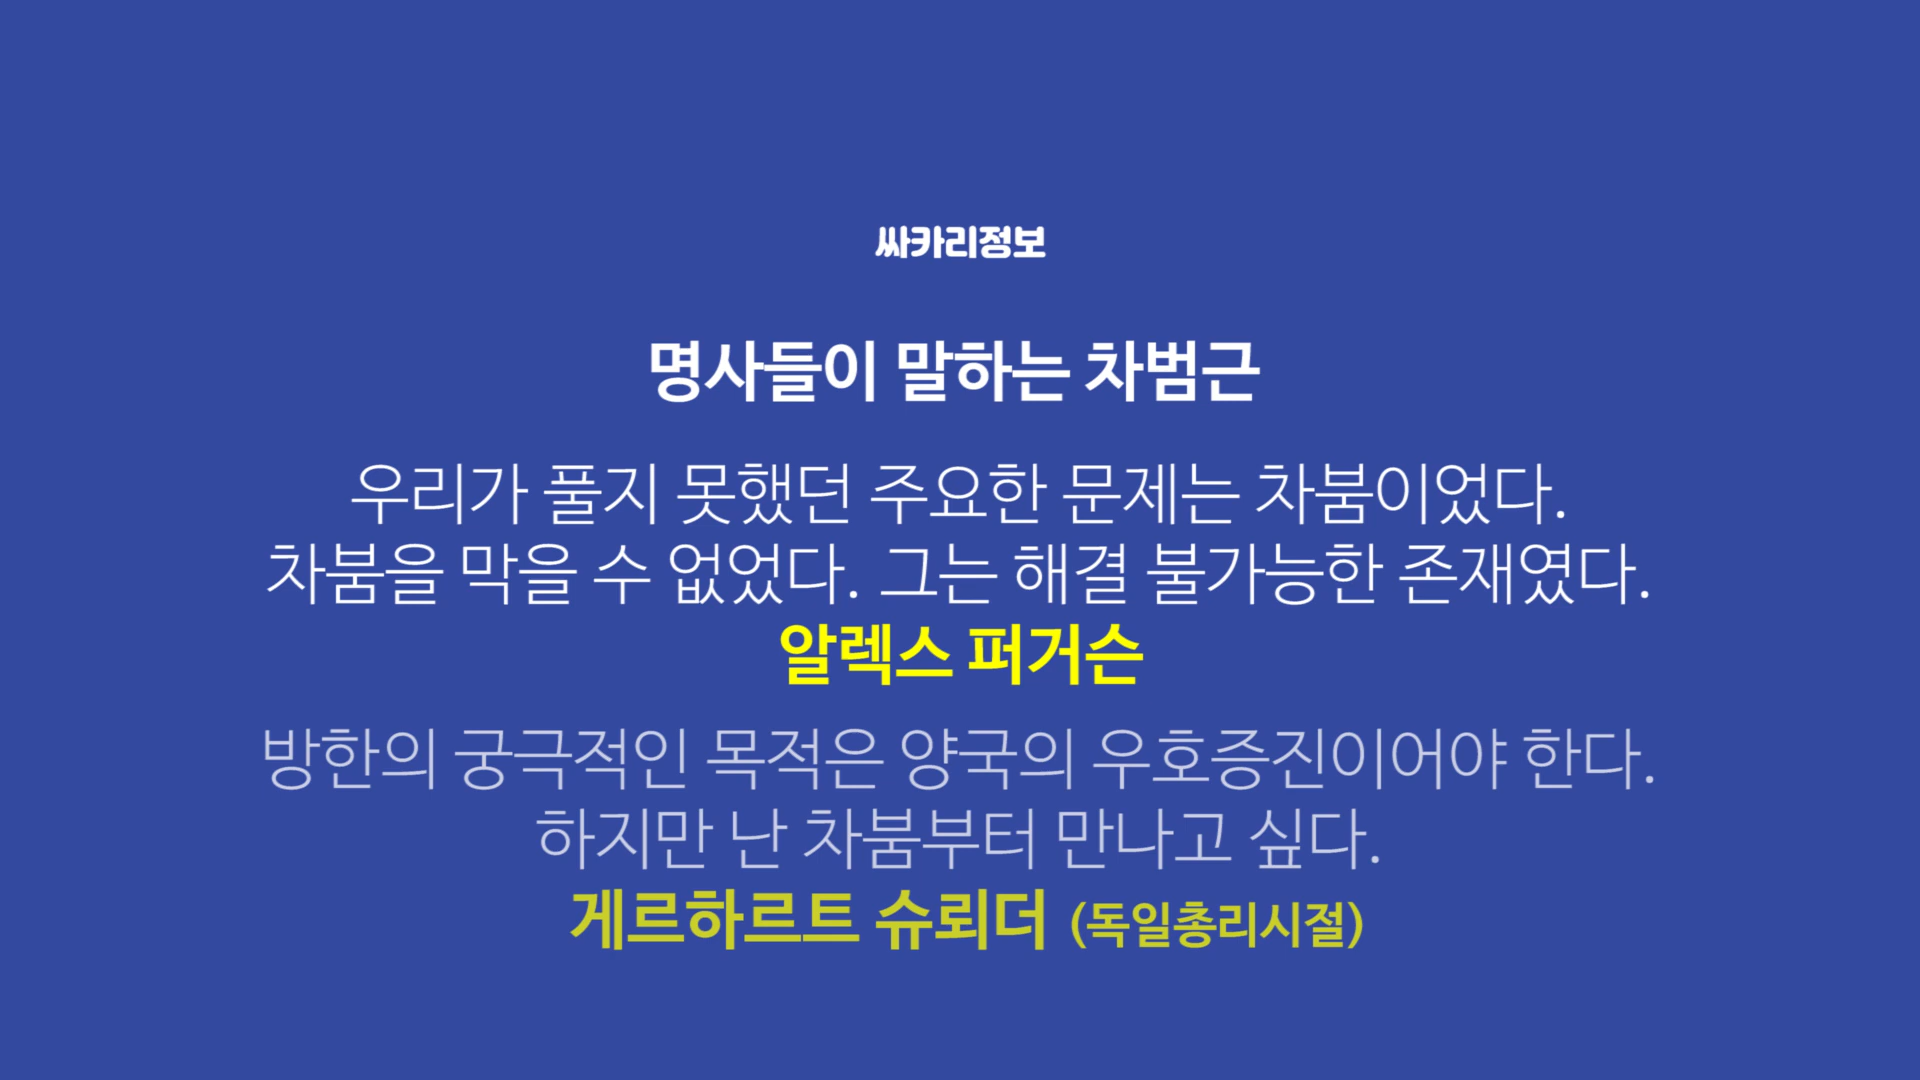 싸카리정보
명사들이 말하는 차범근
우리가 풀지 못했던 주요한 문제는 차붐이었다.
차붐을 막을 수 없었다. 그는 해결 불가능한 존재였다.
알렉스 퍼거슨
방한의 궁극적인 목적은 양국의 우호증진이어야 한다.
하지만 난 차붐부터 만나고 싶다.
게르하르트 슈뢰더 (독일총리시절)